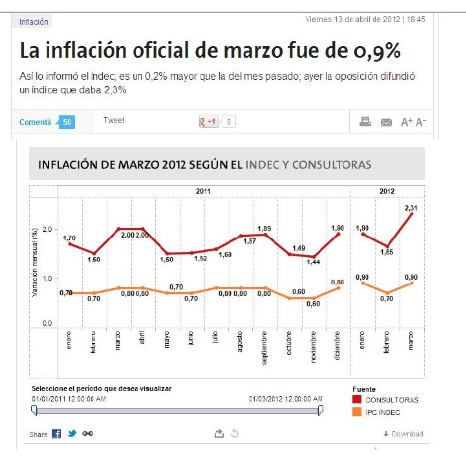 Inflación
Viernes 13 de abril de 2012 | 18:45
La inflación oficial de marzo fue de 0,9%
Así lo informó el Indec; es un 0,2% mayor que la del mes pasado; ayer la oposición difundió
un índice que daba 2,3%
Comentá 50 Tweet +1 0 A+ A-
INFLACIÓN DE MARZO 2012 SEGÚN EL INDEC Y CONSULTORAS
2011 2012
Variación mensual (%)
2.0
1.0
0.0
1,70 1,60 2,00 2,00 1,60 1,52 1,60 1,87 1,89 1,49 1,44 1,90 1,90 1,65 2,31
0,70 0,70 0,80 0,80 0,70 0,70 0,80 0,80 0,80 0,60 0,60 0,80 0,90 0,70 0,90
enero febrero marzo abril mayo junio julio agosto septiembre octubre noviembre diciembre enero febrero marzo
Seleccione el período que desea visualizar
01/01/2011 12:00:00 AM 01/03/2012 12:00:00 AM
Fuente
CONSULTORAS
IPC INDEC
Share Download